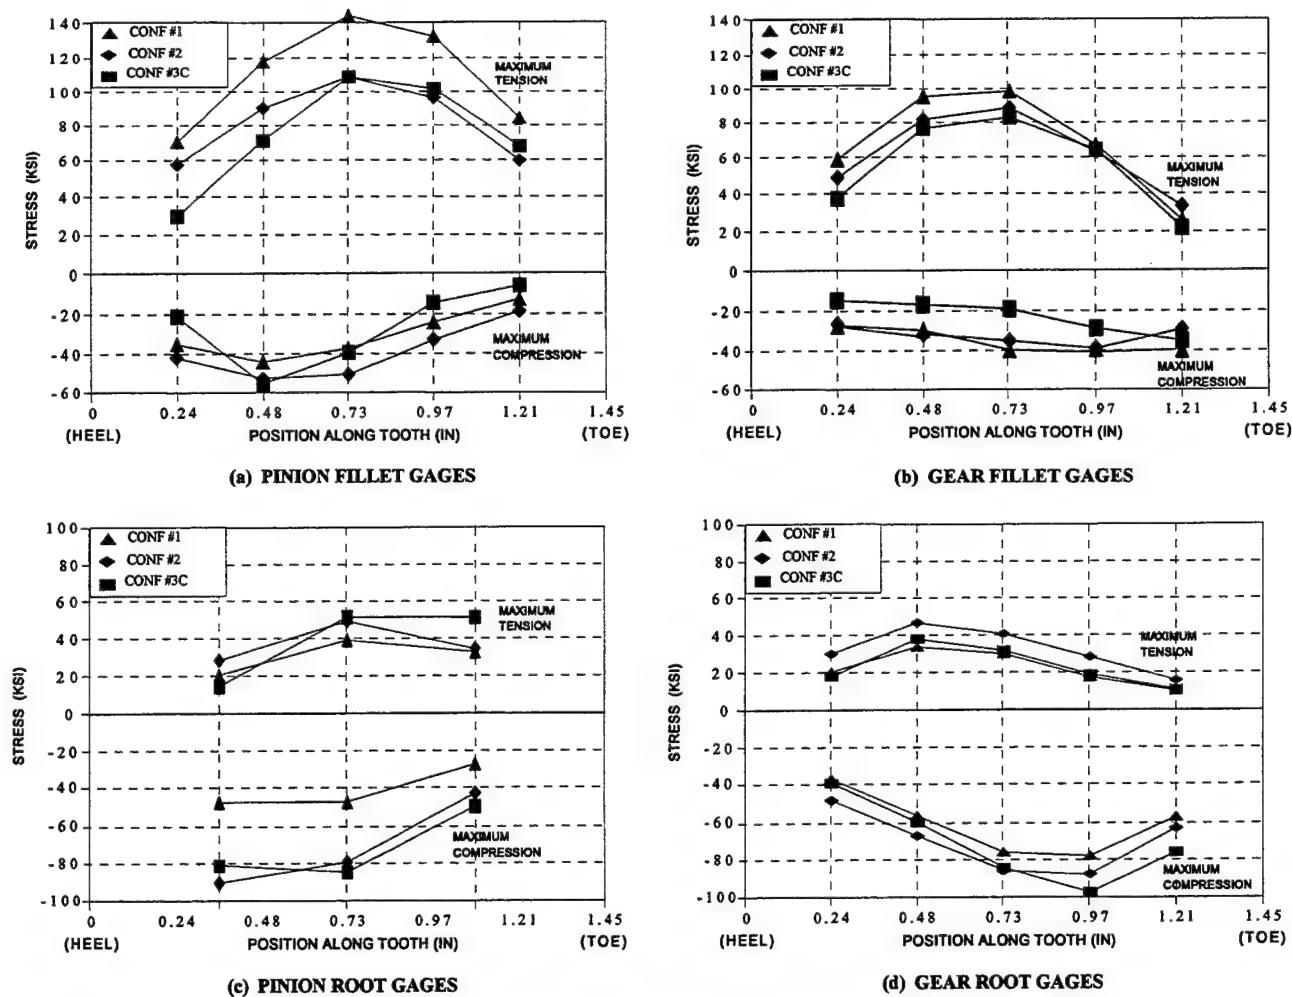 140
120
100
80
60
40
20
0
-20
-40
-60
STRESS (KSI)
CONF #1
CONF #2
CONF #3C
MAXIMUM
TENSION
MAXIMUM
COMPRESSION
0 0.24 0.48 0.73 0.97 1.21 1.45
(HEEL) POSITION ALONG TOOTH (IN) (TOE)
(a) PINION FILLET GAGES
140
120
100
80
60
40
20
0
-20
-40
-60
STRESS (KSI)
CONF #1
CONF #2
CONF #3C
MAXIMUM
TENSION
MAXIMUM
COMPRESSION
0 0.24 0.48 0.73 0.97 1.21 1.45
(HEEL) POSITION ALONG TOOTH (IN) (TOE)
(b) GEAR FILLET GAGES
100
80
60
40
20
0
-20
-40
-60
-80
-100
STRESS (KSI)
CONF #1
CONF #2
CONF #3C
MAXIMUM
TENSION
MAXIMUM
COMPRESSION
0 0.24 0.48 0.73 0.97 1.21 1.45
(HEEL) POSITION ALONG TOOTH (IN) (TOE)
(c) PINION ROOT GAGES
100
80
60
40
20
0
-20
-40
-60
-80
-100
STRESS (KSI)
CONF #1
CONF #2
CONF #3C
MAXIMUM
TENSION
MAXIMUM
COMPRESSION
0 0.24 0.48 0.73 0.97 1.21 1.45
(HEEL) POSITION ALONG TOOTH (IN) (TOE)
(d) GEAR ROOT GAGES